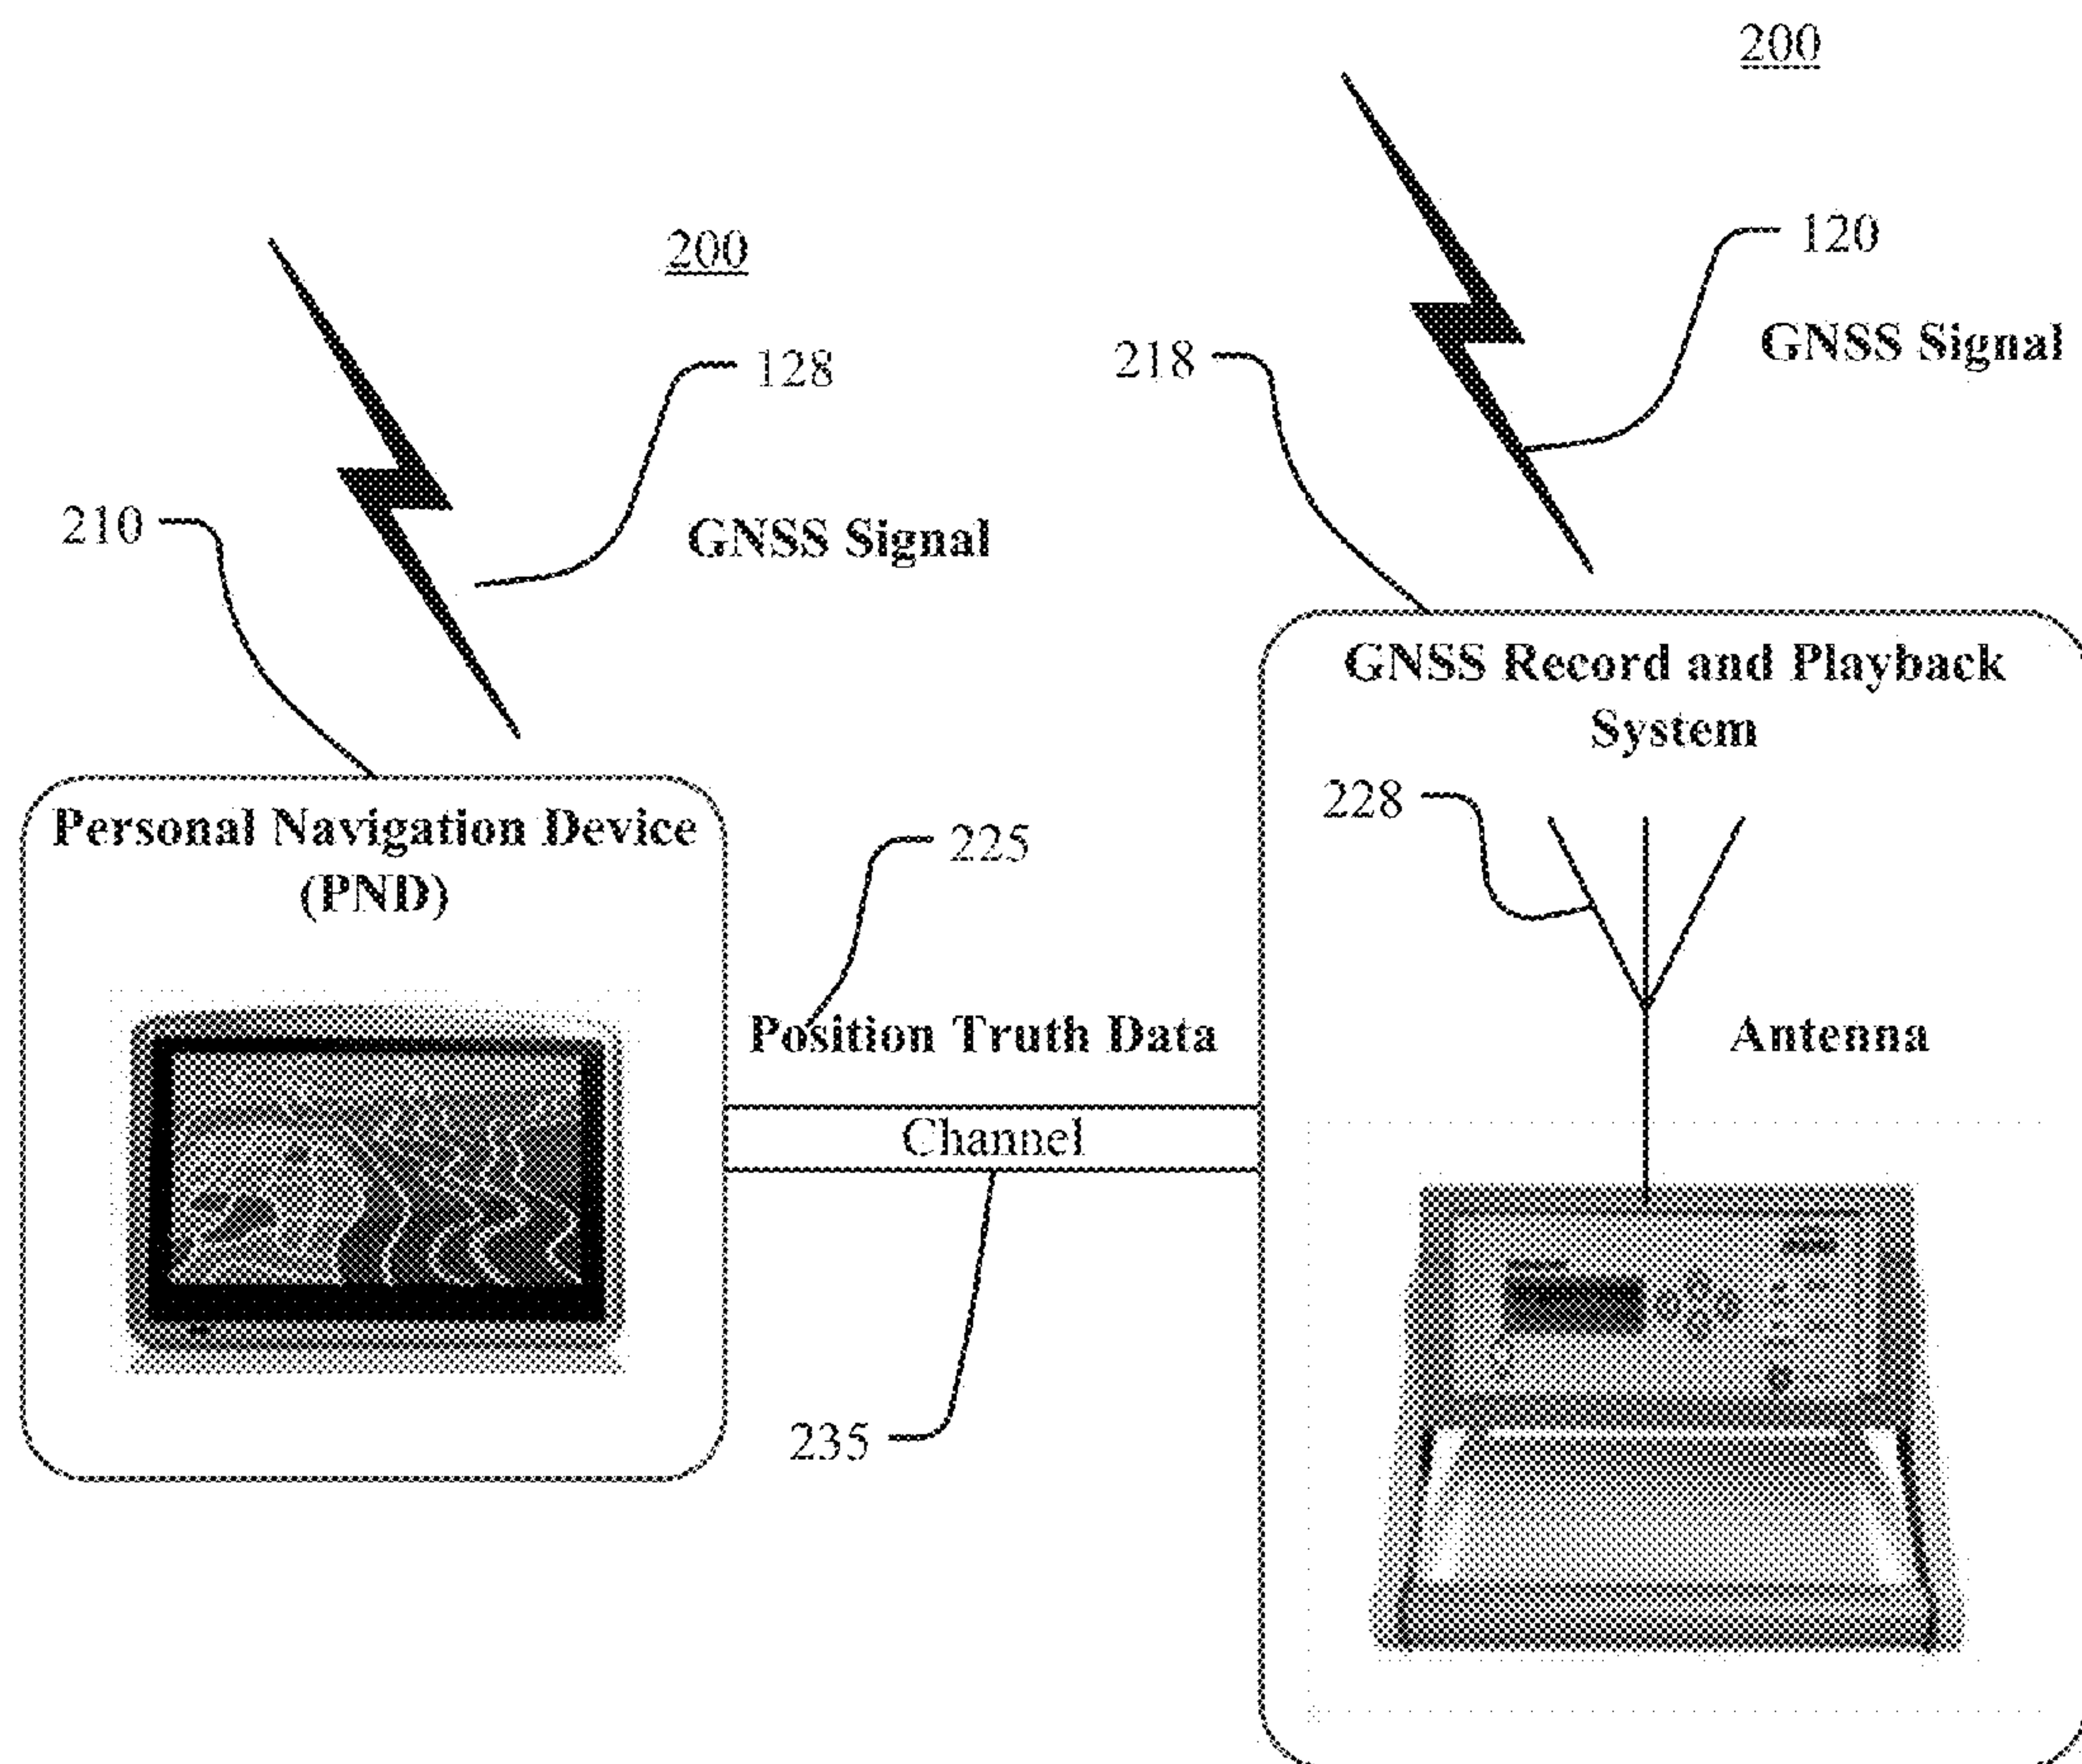 200
120
GNSS Signal
218
200
128
GNSS Signal
210
GNSS Record and Playback
System
228
Antenna
Personal Navigation Device
(PND)
225
Position Truth Data
Channel
235